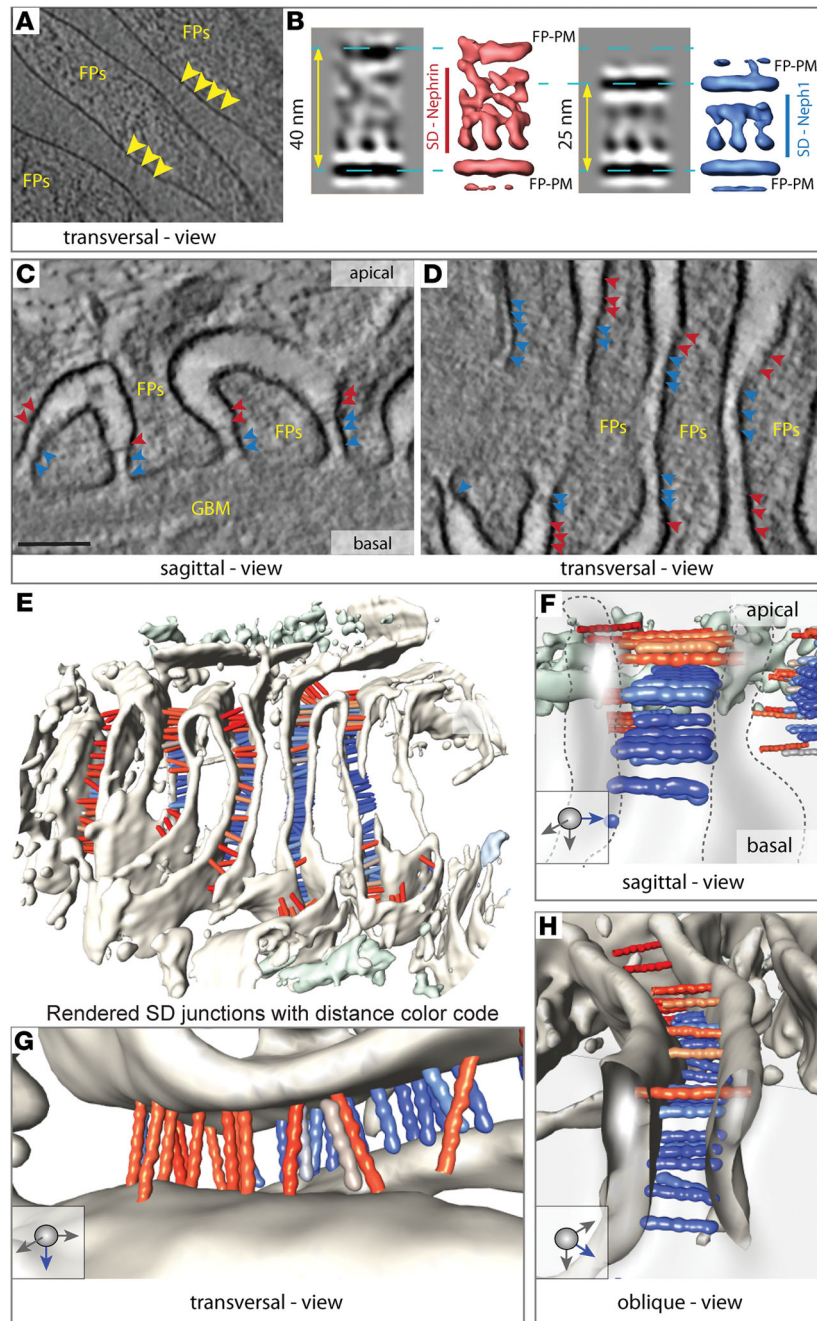 A
FPs
FPs
FPs
transversal - view
B
40 nm
FP-PM
SD - Nephrin
FP-PM
25 nm
FP-PM
SD - Neph1
FP-PM
C
apical
FPs
FPs
GBM
basal
sagittal - view
D
FPs
FPs
FPs
transversal - view
E
Rendered SD junctions with distance color code
F
apical
basal
sagittal - view
G
transversal - view
H
oblique - view